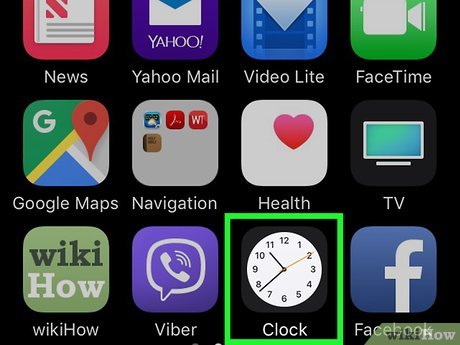 YAHOO!
News
Yahoo Mail
Video Lite
FaceTime
G
WT
Google Maps
Navigation
Health
TV
wiki
How
12
11
1
10
2
9
3
8
4
7
5
6
f
wikiHow
Viber
Clock
Facebook
wikiHow